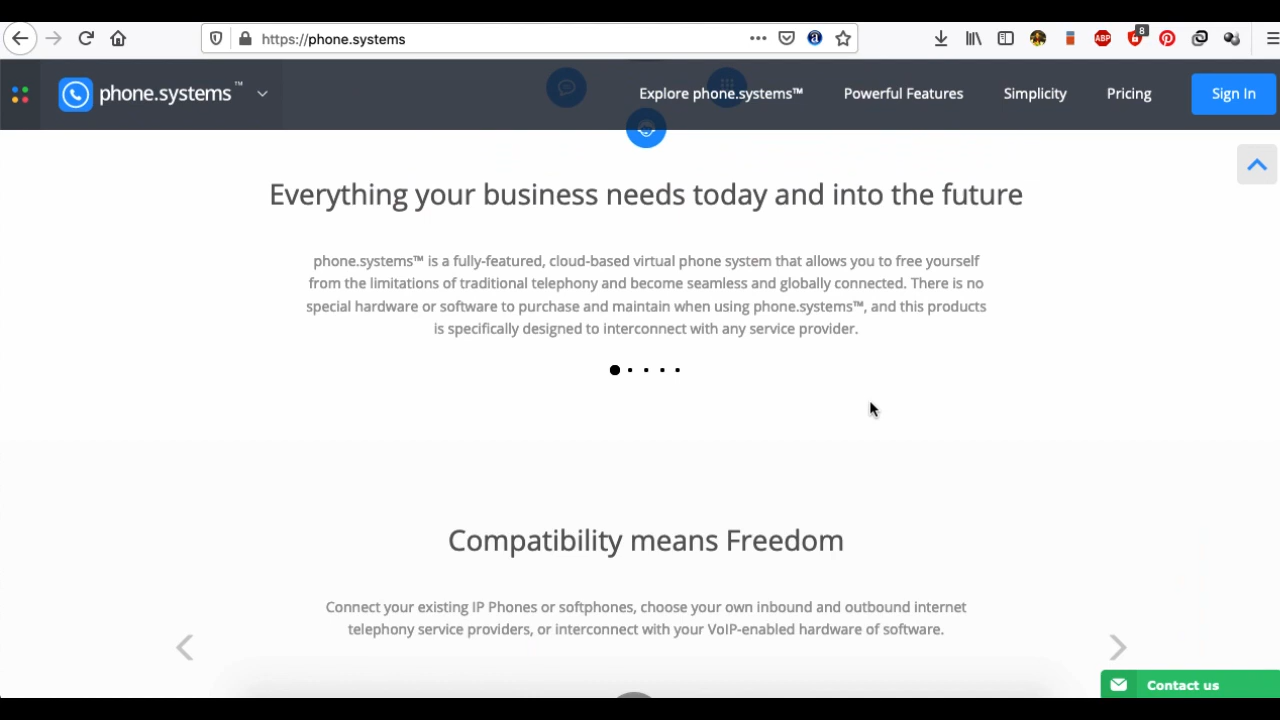 https://phone.systems
8
ABP
phone.systems™
Explore phone.systems™
Powerful Features
Simplicity
Pricing
Sign In
Everything your business needs today and into the future
phone.systems™ is a fully-featured, cloud-based virtual phone system that allows you to free yourself
from the limitations of traditional telephony and become seamless and globally connected. There is no
special hardware or software to purchase and maintain when using phone.systems™, and this products
is specifically designed to interconnect with any service provider.
Compatibility means Freedom
Connect your existing IP Phones or softphones, choose your own inbound and outbound internet
telephony service providers, or interconnect with your VoIP-enabled hardware of software.
Contact us